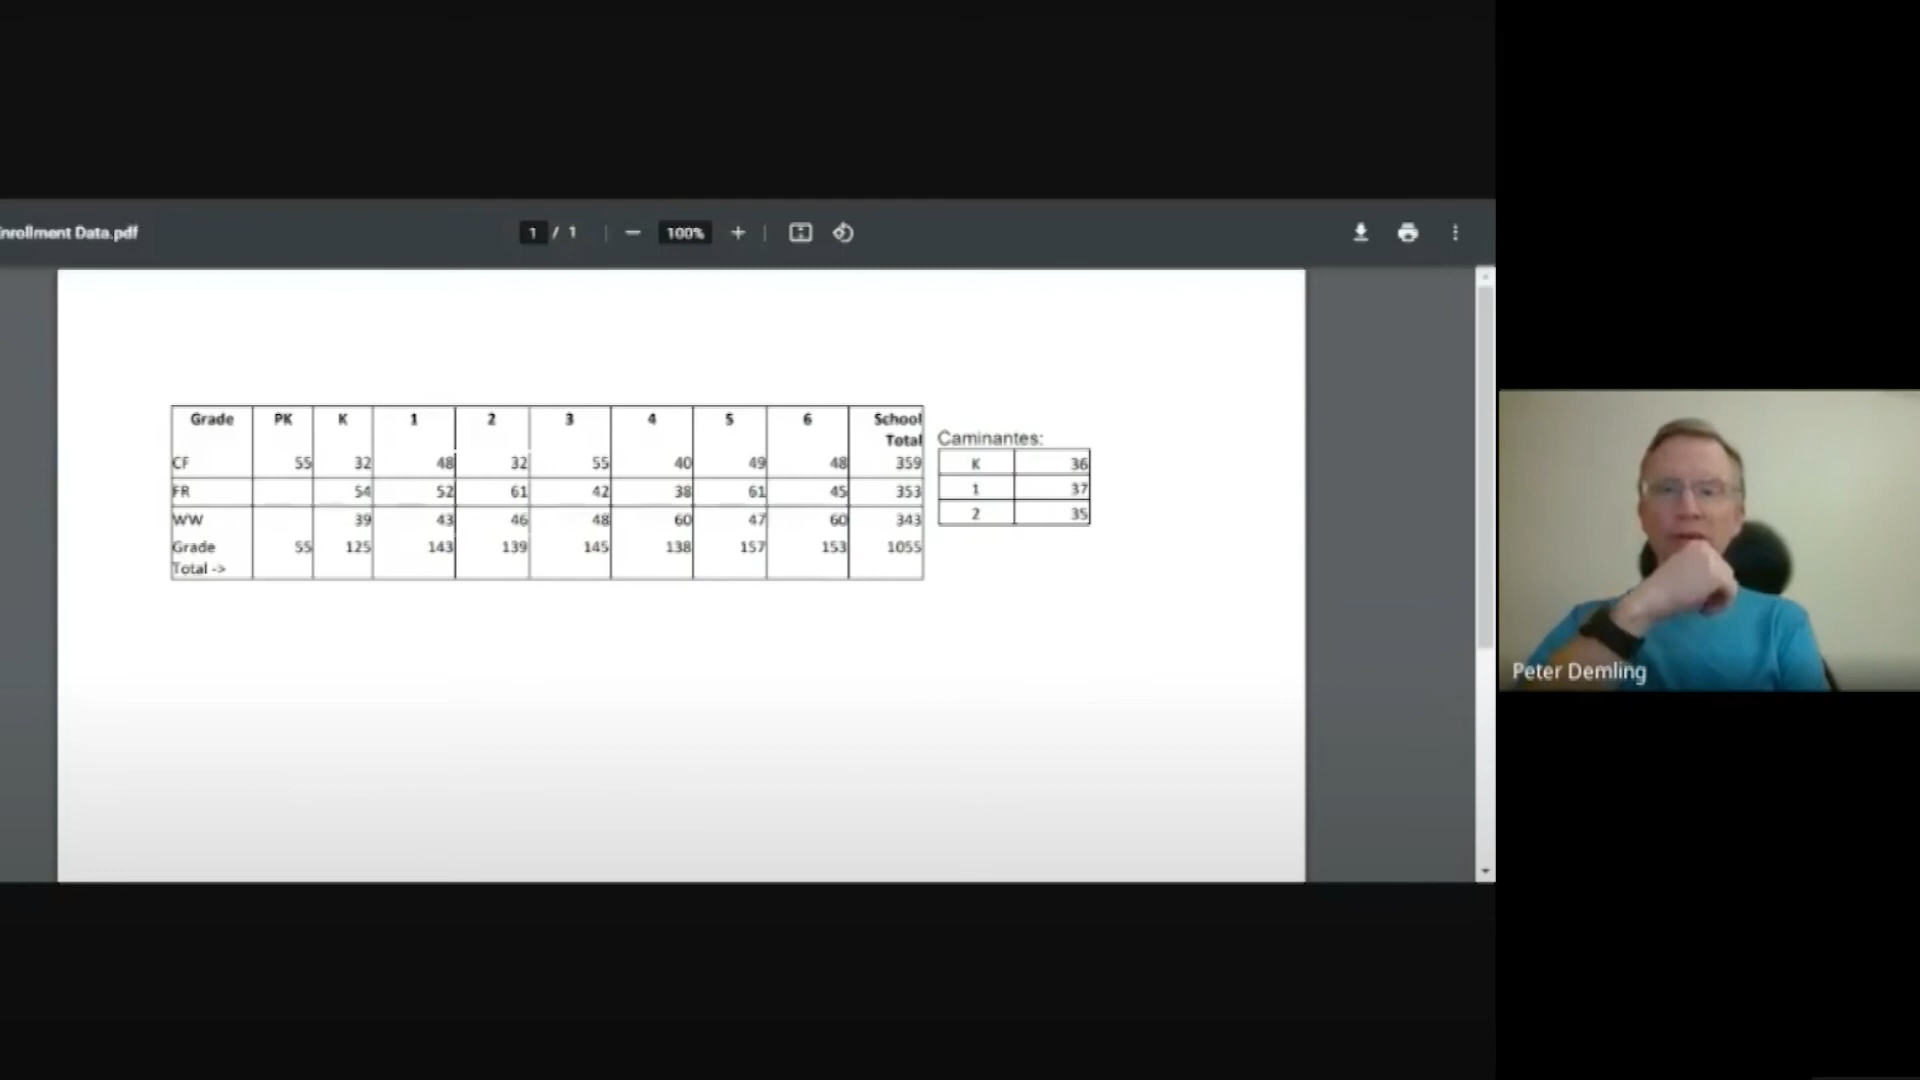 nrollment Data.pdf
1 / 1
100%
Grade PK K 1 2 3 4 5 6 School Total
CF 55 32 48 32 55 40 49 48 359
FR 54 52 61 42 38 61 45 353
WW 39 43 46 48 60 47 60 343
Grade Total -> 55 125 143 139 145 138 157 153 1055
Caminantes:
K 36
1 37
2 35
Peter Demling